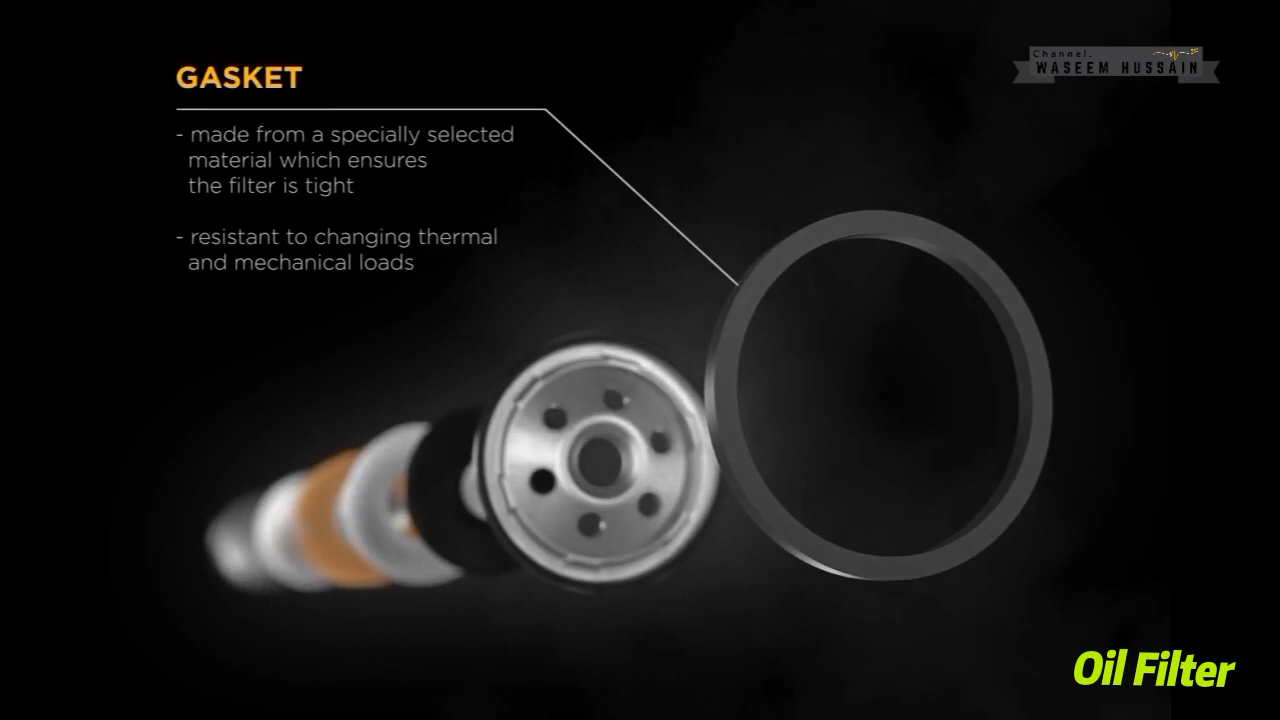 GASKET
- made from a specially selected
material which ensures
the filter is tight
- resistant to changing thermal
and mechanical loads
Channel.
WASEEM HUSSAIN
Oil Filter